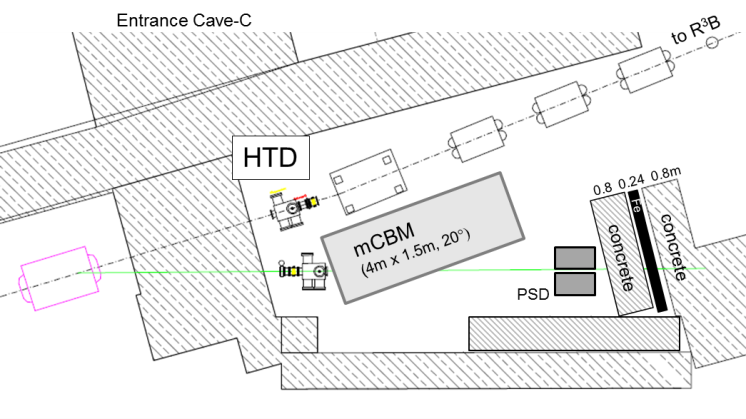 Entrance Cave-C
to R³B
HTD
0.8 0.24 0.8m
Fe
mCBM
(4m x 1.5m, 20°)
concrete
concrete
PSD